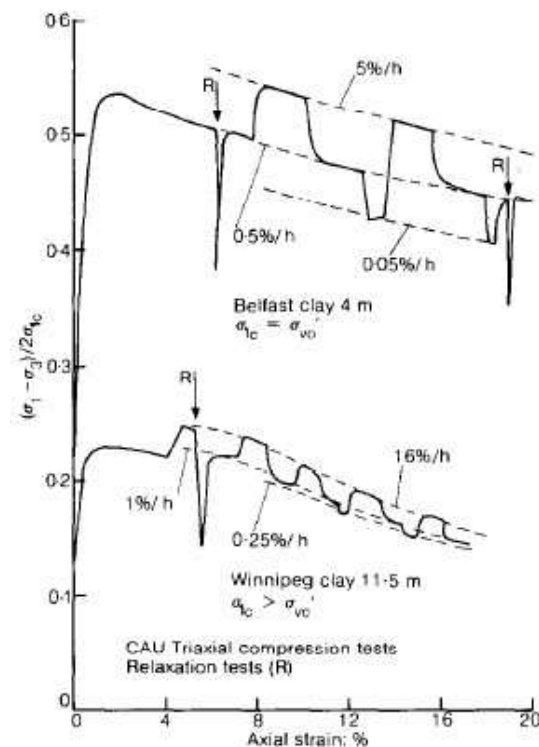 (σ₁ − σ₃)/2σ₁c
0·6
0·5
0·4
0·3
0·2
0·1
0
R
5%/h
R
0·5%/h
0·05%/h
Belfast clay 4 m
σ₁c = σvo′
R
16%/h
1%/h
0·25%/h
Winnipeg clay 11·5 m
σ₁c > σvo′
CAU Triaxial compression tests
Relaxation tests (R)
0 4 8 12 16 20
Axial strain: %